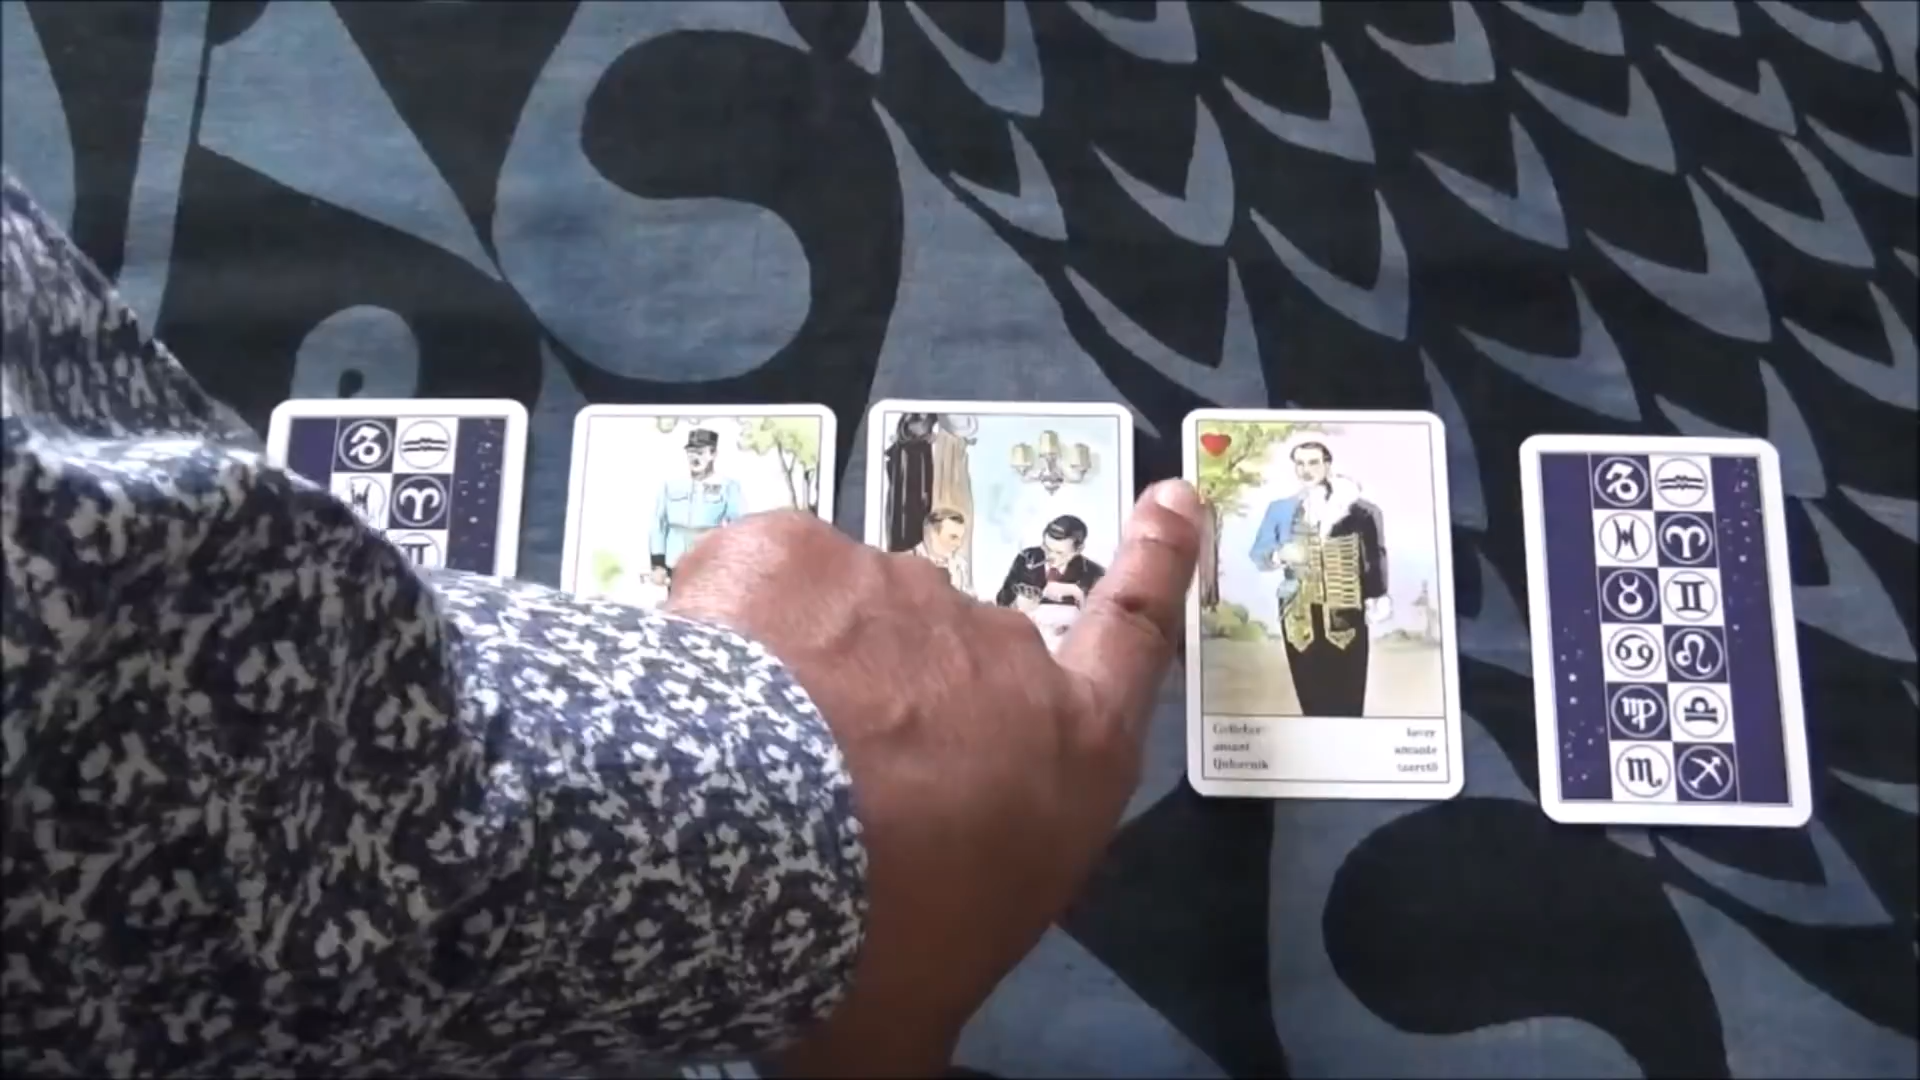 Geliebter
amant
ljubavnik
lover
amante
szerető